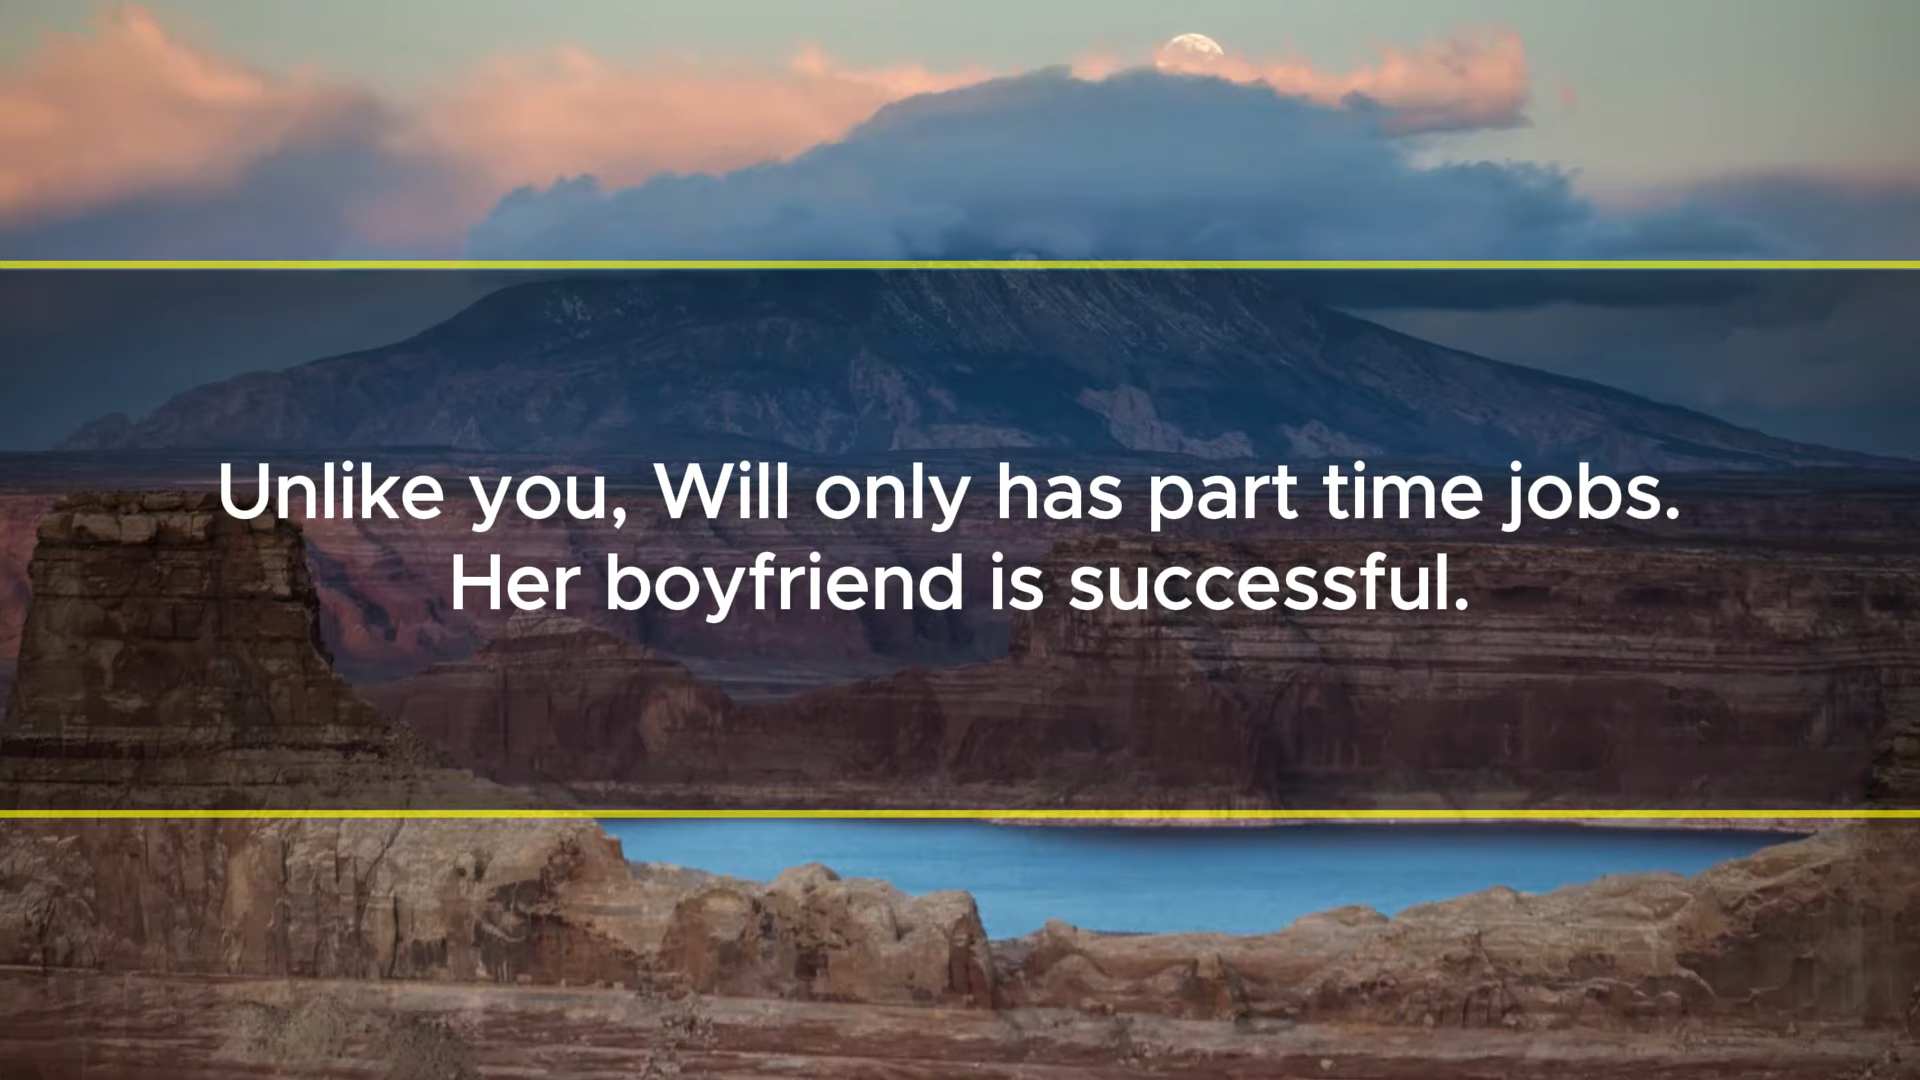 Unlike you, Will only has part time jobs.
Her boyfriend is successful.